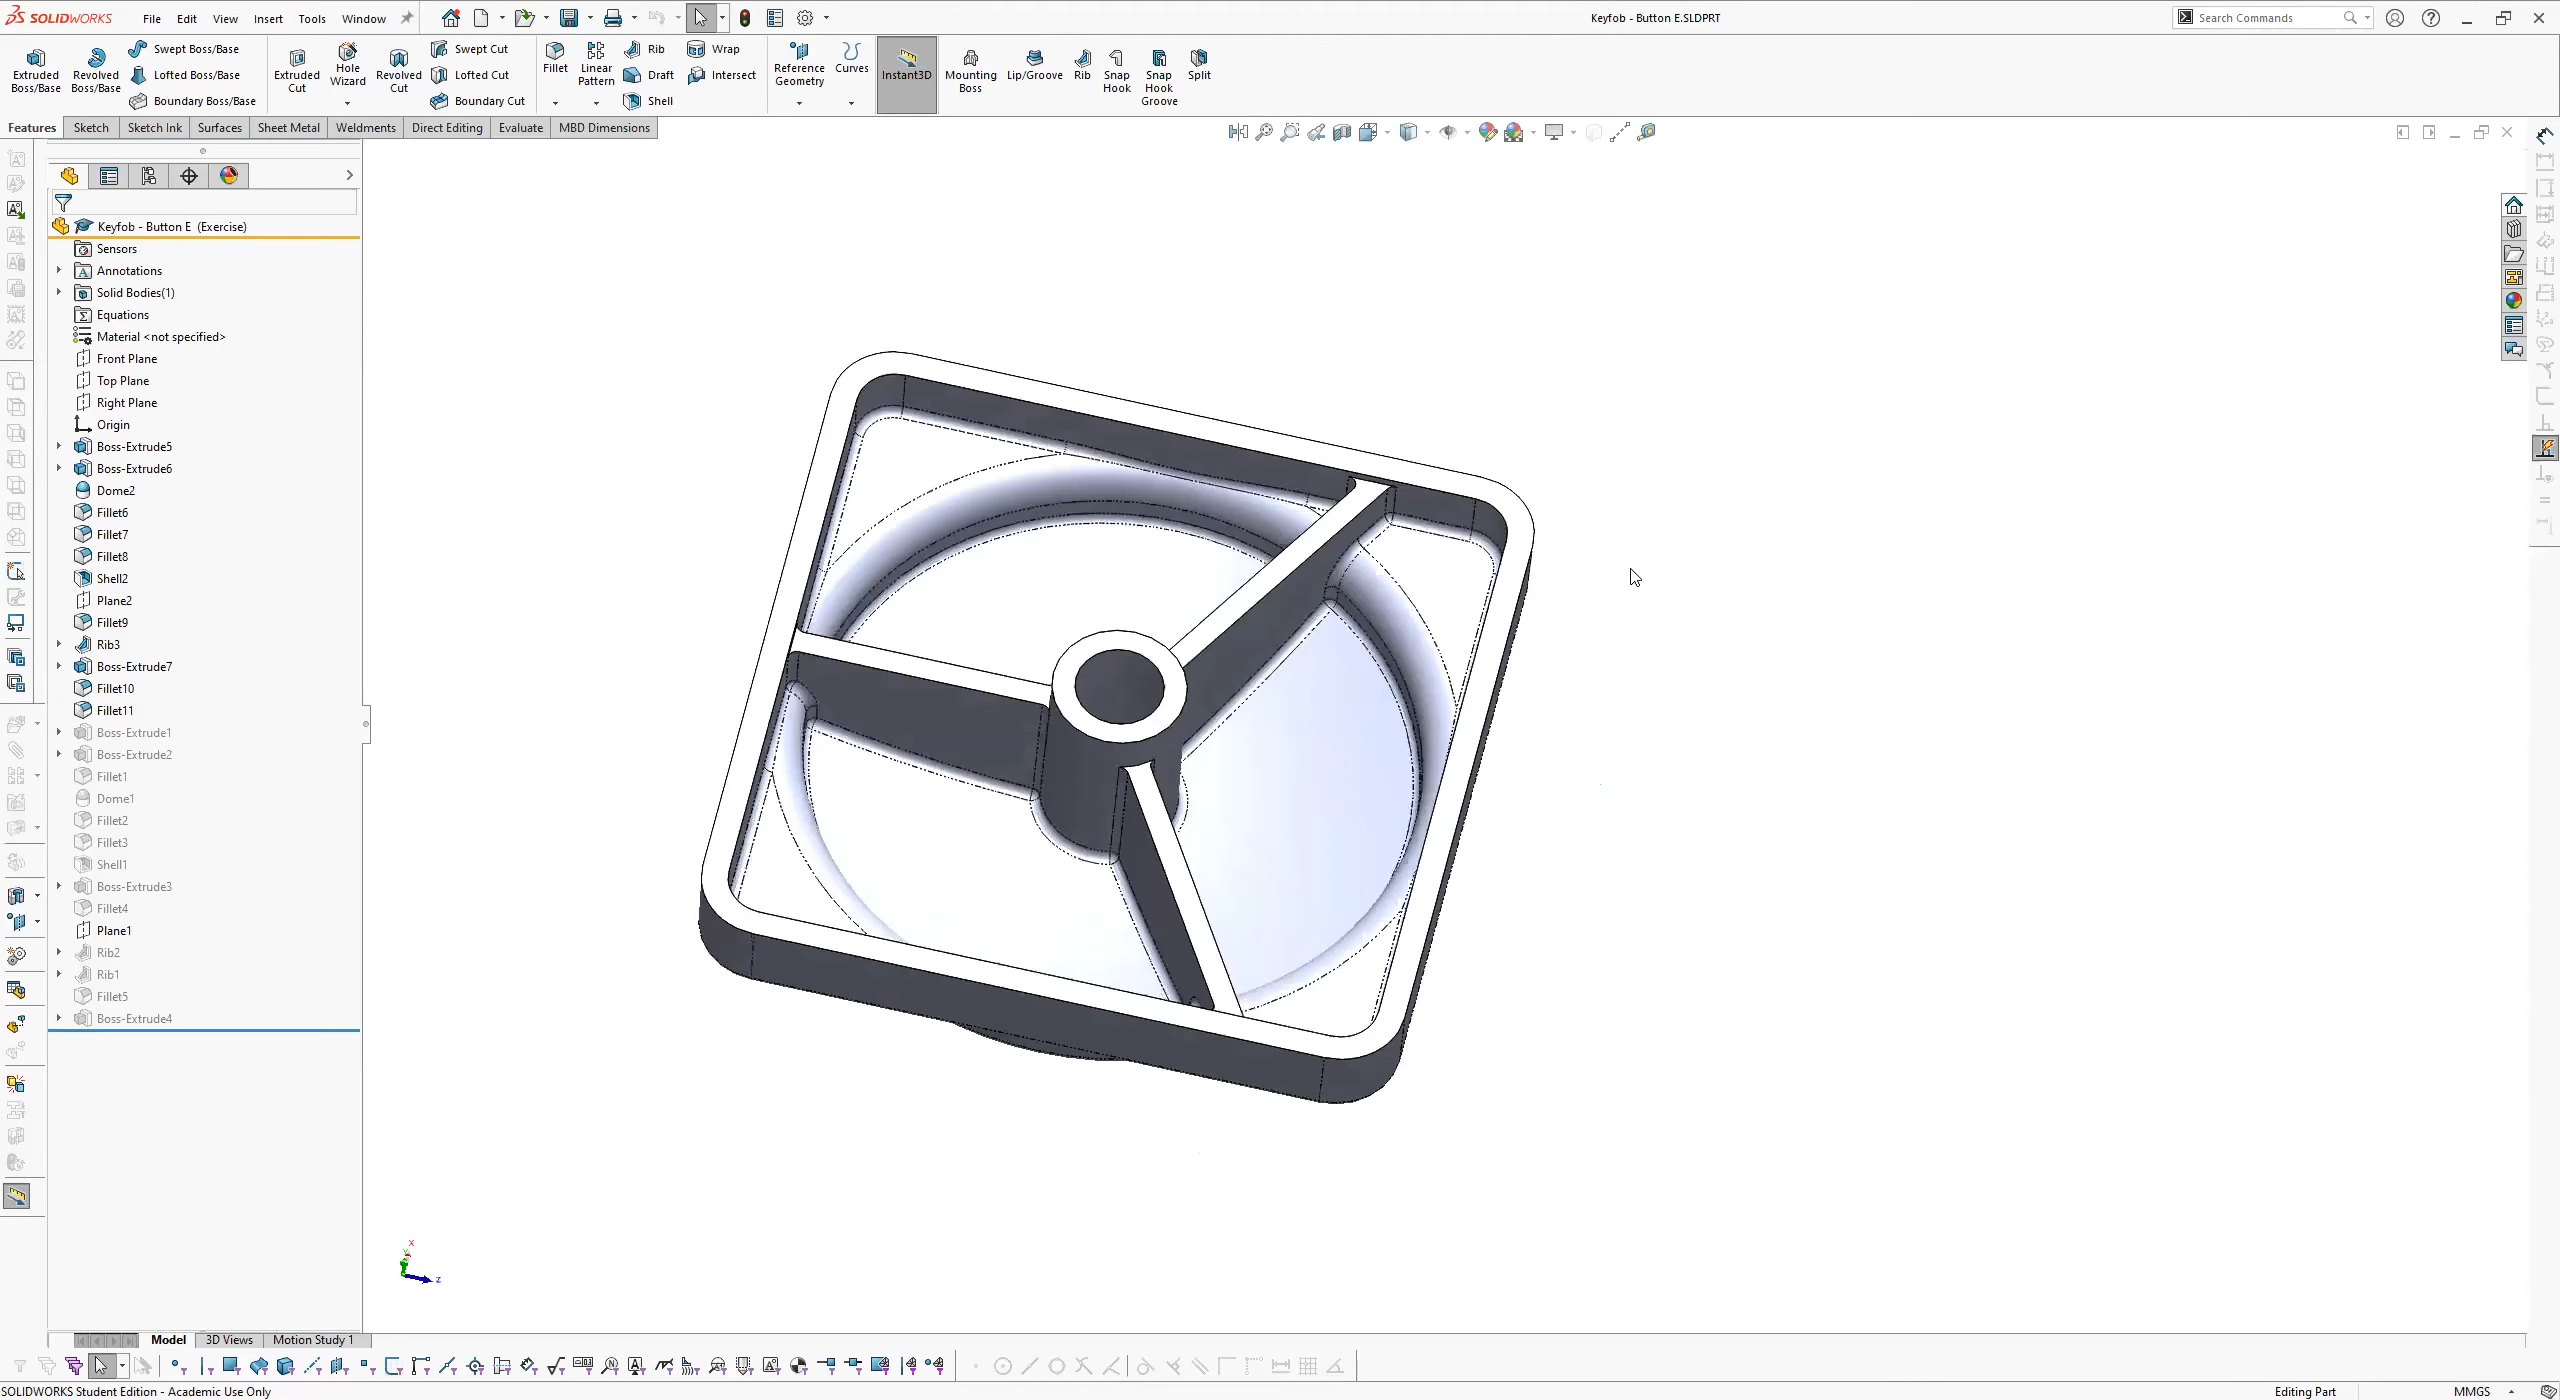 SOLIDWORKS File Edit View Insert Tools Window Keyfob - Button E.SLDPRT Search Commands
Extruded Boss/Base
Revolved Boss/Base
Swept Boss/Base
Lofted Boss/Base
Boundary Boss/Base
Extruded Cut
Hole Wizard
Revolved Cut
Swept Cut
Lofted Cut
Boundary Cut
Fillet
Linear Pattern
Rib
Draft
Shell
Wrap
Intersect
Reference Geometry
Curves
Instant3D
Mounting Boss
Lip/Groove
Rib
Snap Hook
Snap Hook Groove
Split
Features Sketch Sketch Ink Surfaces Sheet Metal Weldments Direct Editing Evaluate MBD Dimensions
Keyfob - Button E (Exercise)
Sensors
Annotations
Solid Bodies(1)
Equations
Material <not specified>
Front Plane
Top Plane
Right Plane
Origin
Boss-Extrude5
Boss-Extrude6
Dome2
Fillet6
Fillet7
Fillet8
Shell2
Plane2
Fillet9
Rib3
Boss-Extrude7
Fillet10
Fillet11
Boss-Extrude1
Boss-Extrude2
Fillet1
Dome1
Fillet2
Fillet3
Shell1
Boss-Extrude3
Fillet4
Plane1
Rib2
Rib1
Fillet5
Boss-Extrude4
X
Y
Z
Model 3D Views Motion Study 1
SOLIDWORKS Student Edition - Academic Use Only
Editing Part MMGS